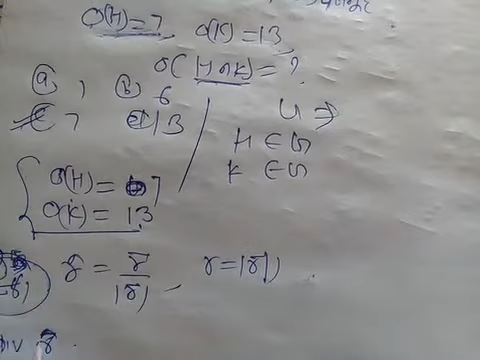 O(H)=7, O(K)=13,
O(H∩K)=?
(a) 1 (b) 6
(c) 7 (d) 13
H ∈ G
K ∈ G
O(H) = 7
O(K) = 13
r̂ = r̄/|r̄|, r=|r̄|